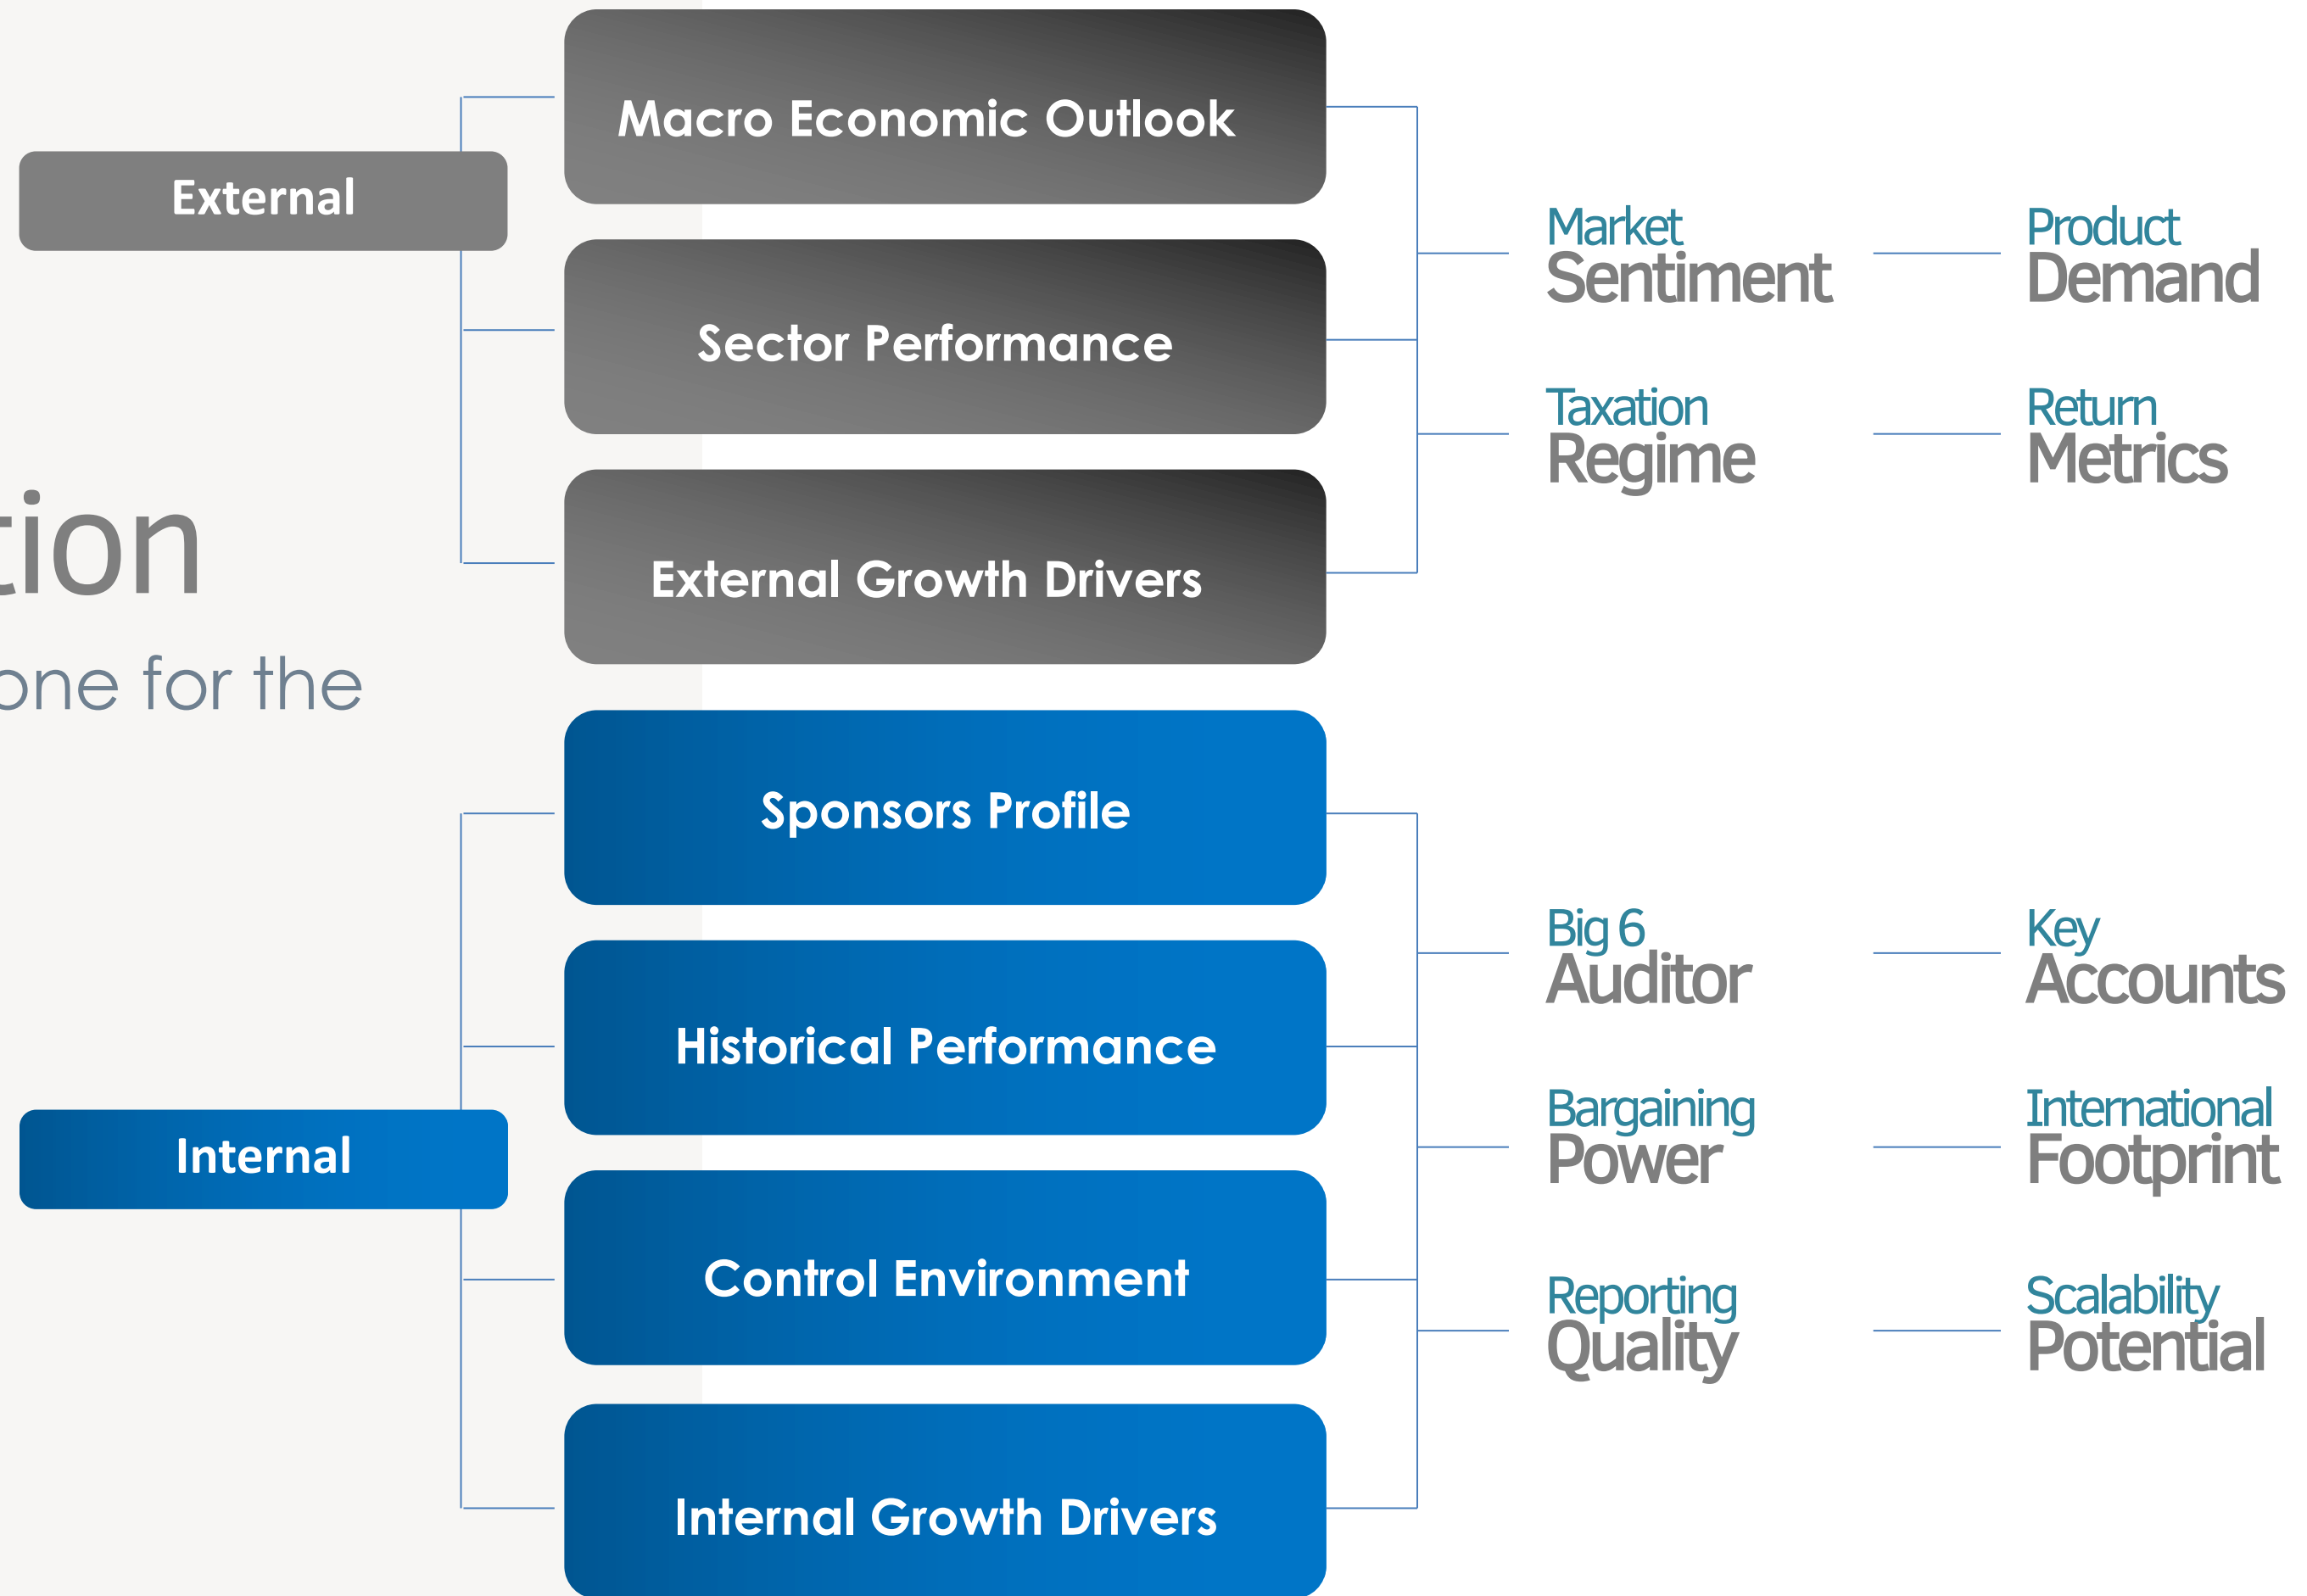 External
Macro Economic Outlook
Sector Performance
External Growth Drivers
Market
Sentiment
Product
Demand
Taxation
Regime
Return
Metrics
tion
one for the
Internal
Sponsors Profile
Historical Performance
Control Environment
Internal Growth Drivers
Big 6
Auditor
Key
Accounts
Bargaining
Power
International
Footprint
Reporting
Quality
Scalability
Potential